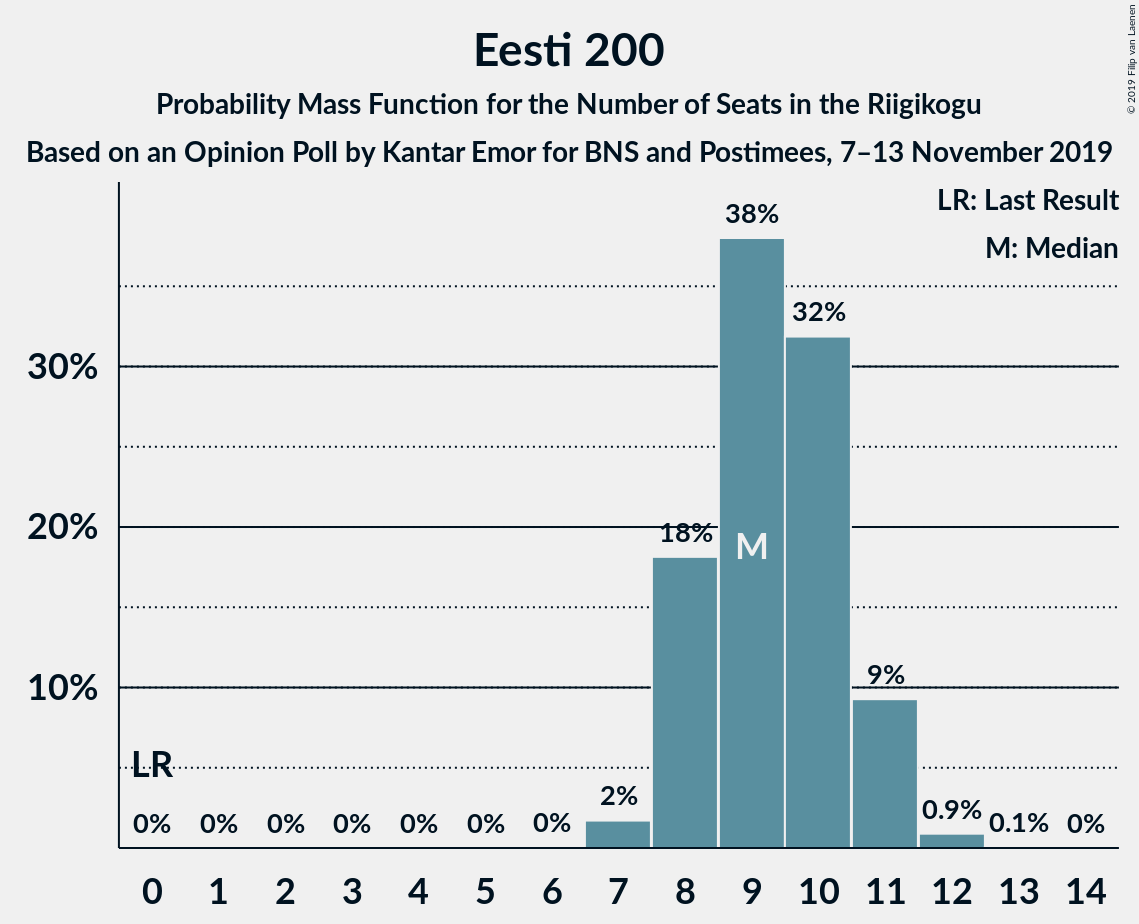 Eesti 200
Probability Mass Function for the Number of Seats in the Riigikogu
Based on an Opinion Poll by Kantar Emor for BNS and Postimees, 7–13 November 2019
© 2019 Filip van Laenen
LR: Last Result
M: Median
38%
32%
30%
20%
18%
M
10%
9%
LR
5%
0% 0% 0% 0% 0% 0% 0% 2% 0.9% 0.1% 0%
0 1 2 3 4 5 6 7 8 9 10 11 12 13 14